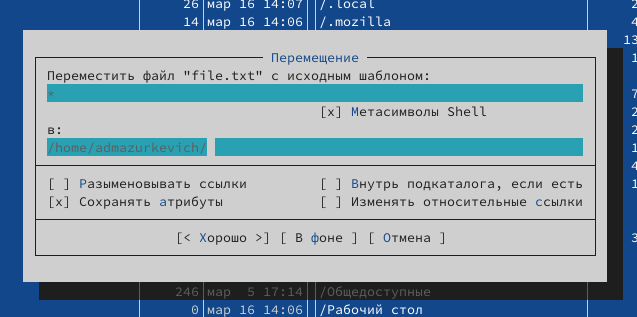 26 мар 16 14:07 /.local
14 мар 16 14:06 /.mozilla
13
Перемещение
Переместить файл "file.txt" с исходным шаблоном:
*
[x] Метасимволы Shell
в:
/home/admazurkevich/
[ ] Разыменовывать ссылки [ ] Внутрь подкаталога, если есть
[x] Сохранять атрибуты [ ] Изменять относительные ссылки
[< Хорошо >] [ В фоне ] [ Отмена ]
246 мар 5 17:14 /Общедоступные
0 мар 16 14:06 /Рабочий стол